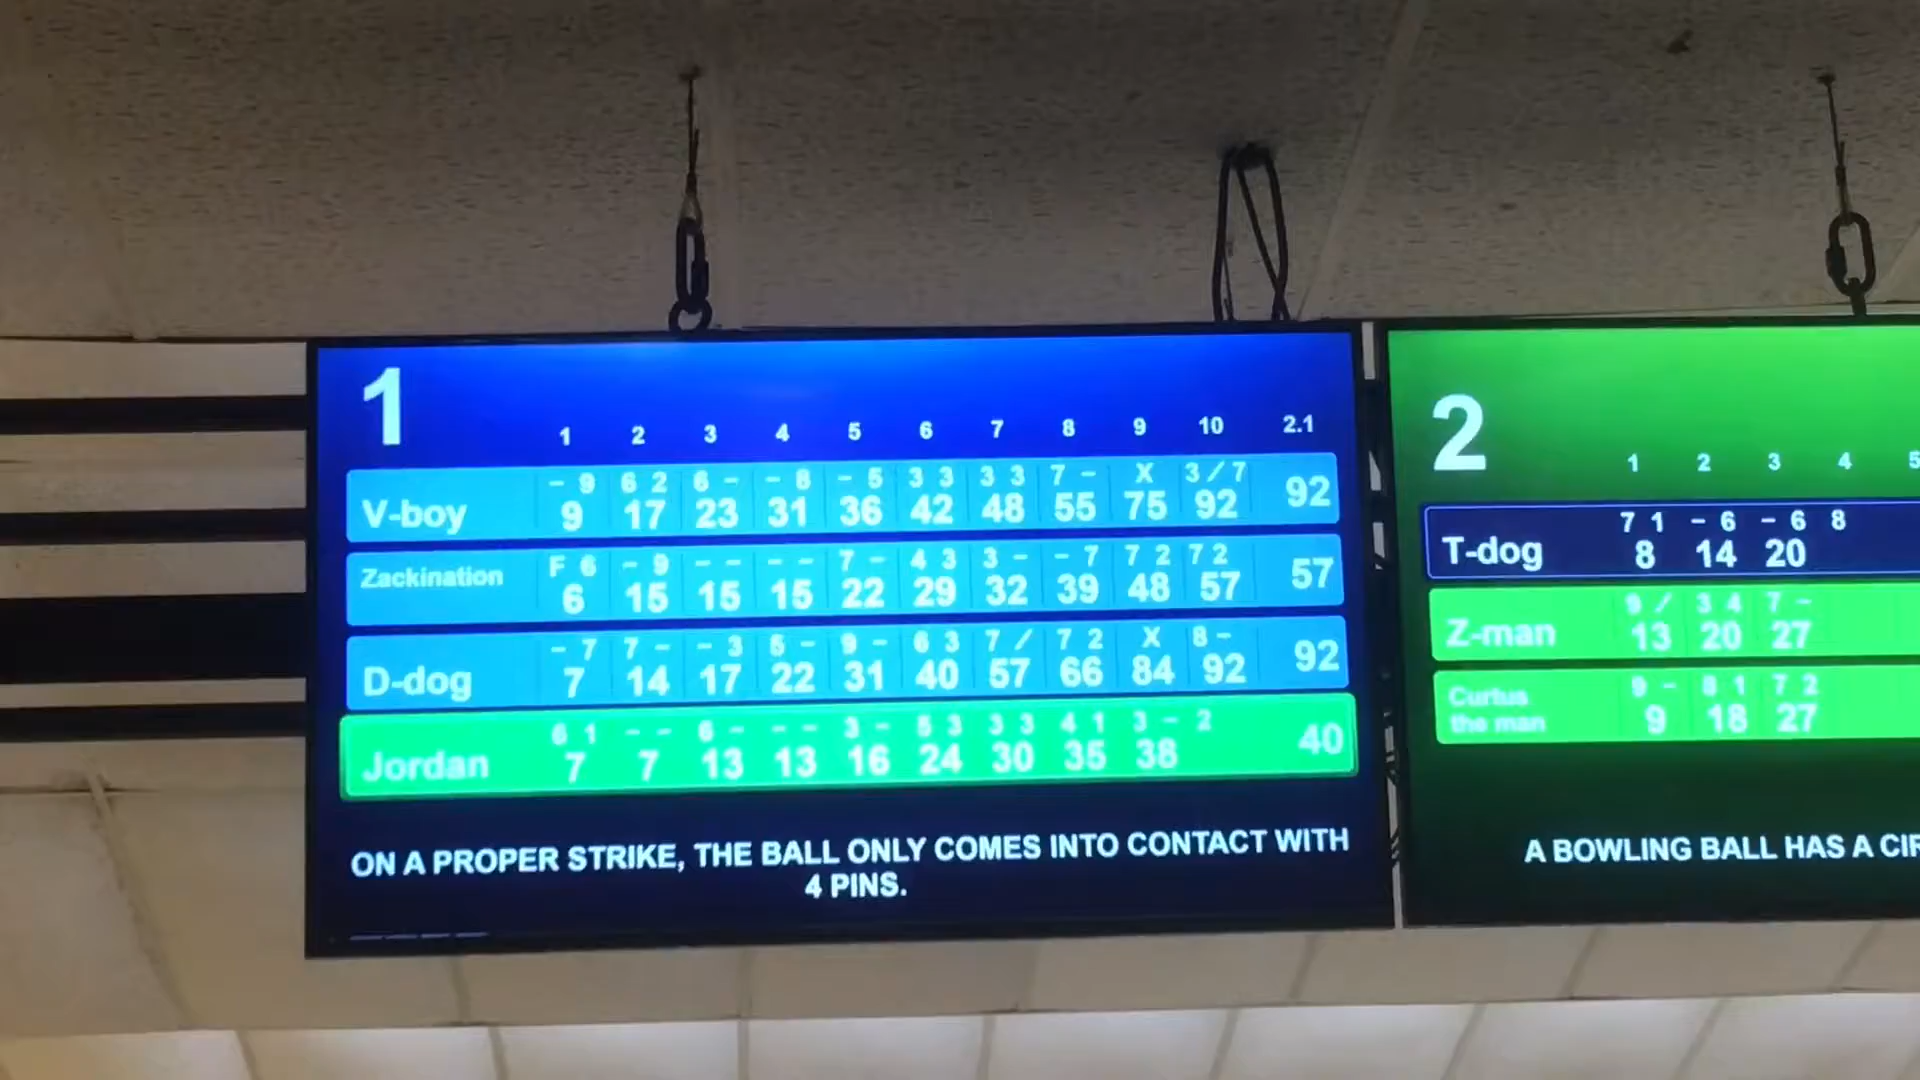 1
1 2 3 4 5 6 7 8 9 10 2.1
- 9 6 2 6 - - 8 - 5 3 3 3 3 7 - X 3 / 7
V-boy 9 17 23 31 36 42 48 55 75 92 92
F 6 - 9 - - - - 7 - 4 3 3 - - 7 7 2 7 2
Zackination 6 15 15 15 22 29 32 39 48 57 57
- 7 7 - - 3 5 - 9 - 6 3 7 / 7 2 X 8 -
D-dog 7 14 17 22 31 40 57 66 84 92 92
6 1 - - 6 - - - 3 - 5 3 3 3 4 1 3 - 2
Jordan 7 7 13 13 16 24 30 35 38 40
ON A PROPER STRIKE, THE BALL ONLY COMES INTO CONTACT WITH
4 PINS.
2
1 2 3 4 5
7 1 - 6 - 6 8
T-dog 8 14 20
9 / 3 4 7 -
Z-man 13 20 27
9 - 8 1 7 2
Curtus
the man 9 18 27
A BOWLING BALL HAS A CIR